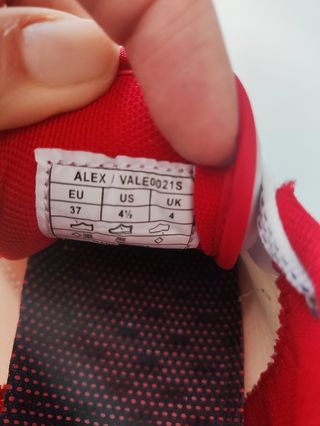 ALEX / VALE0021S
EU US UK
37 4½ 4